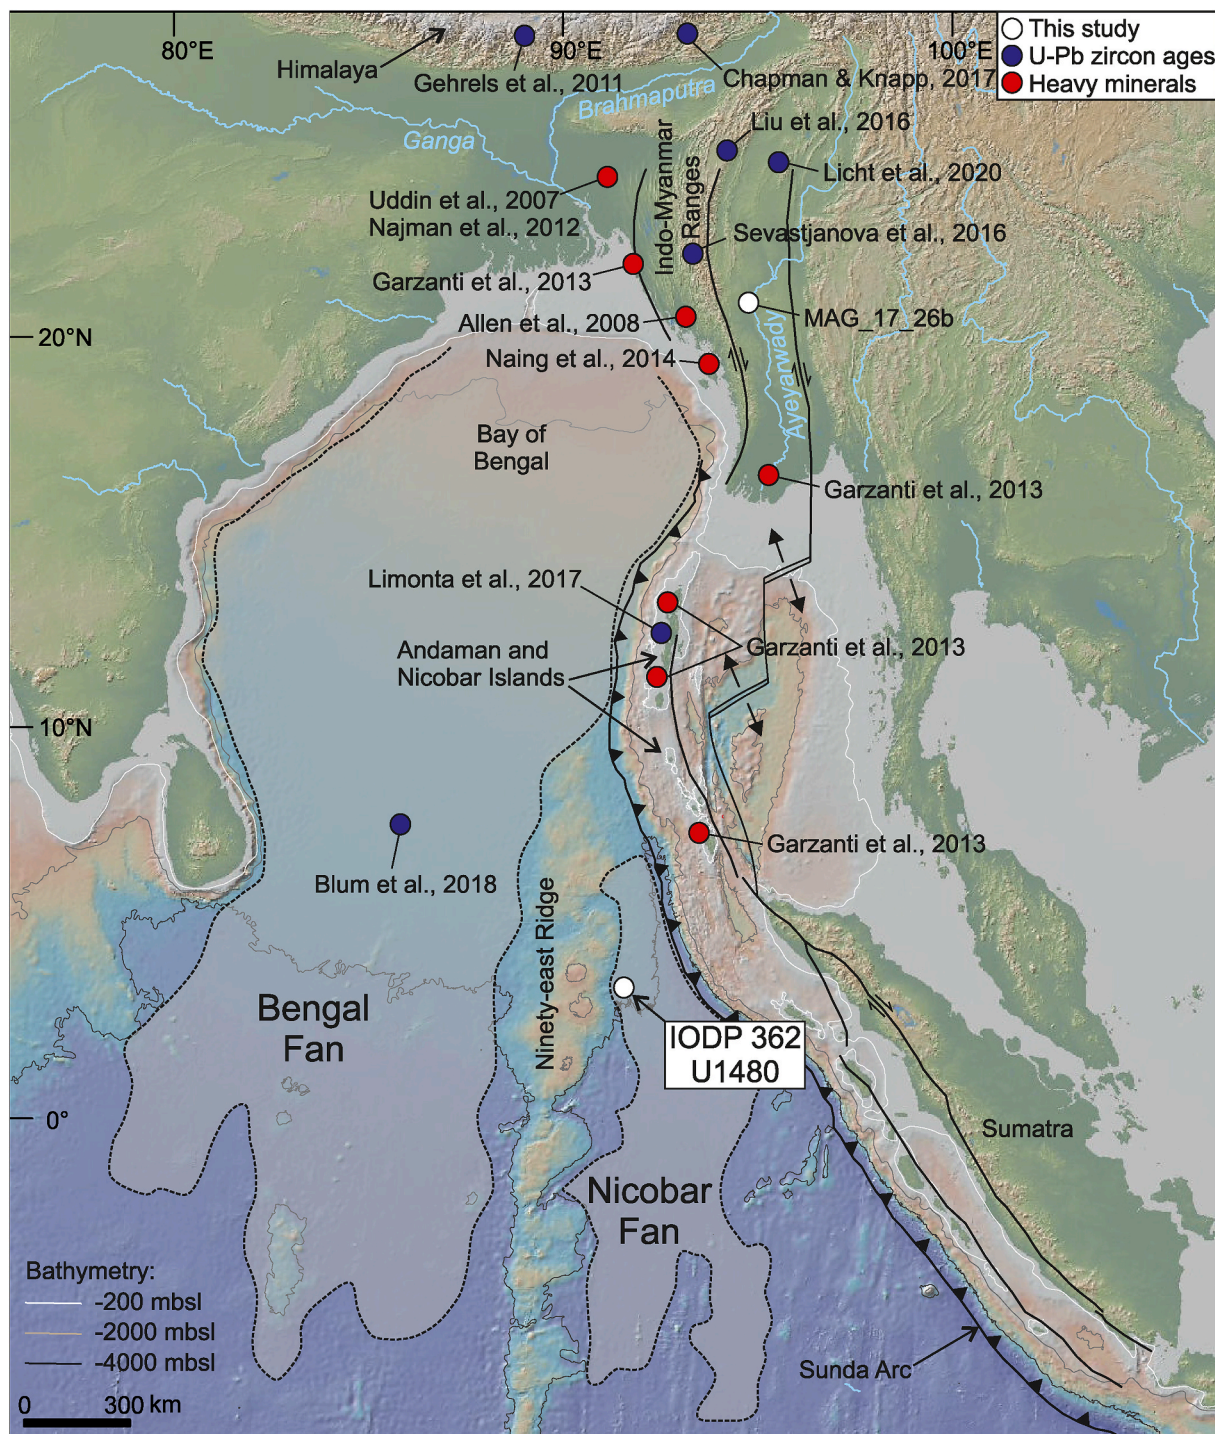 80°E
90°E
100°E
This study
U-Pb zircon ages
Heavy minerals
Himalaya
Gehrels et al., 2011
Chapman & Knapp, 2017
Brahmaputra
Ganga
Liu et al., 2016
Licht et al., 2020
Indo-Myanmar
Ranges
Uddin et al., 2007
Najman et al., 2012
Sevastjanova et al., 2016
Garzanti et al., 2013
MAG_17_26b
Allen et al., 2008
20°N
Naing et al., 2014
Ayeyarwady
Bay of
Bengal
Garzanti et al., 2013
Limonta et al., 2017
Andaman and
Nicobar Islands
Garzanti et al., 2013
10°N
Garzanti et al., 2013
Blum et al., 2018
Ninety-east Ridge
Bengal
Fan
IODP 362
U1480
0°
Sumatra
Nicobar
Fan
Bathymetry:
-200 mbsl
-2000 mbsl
-4000 mbsl
Sunda Arc
0
300 km